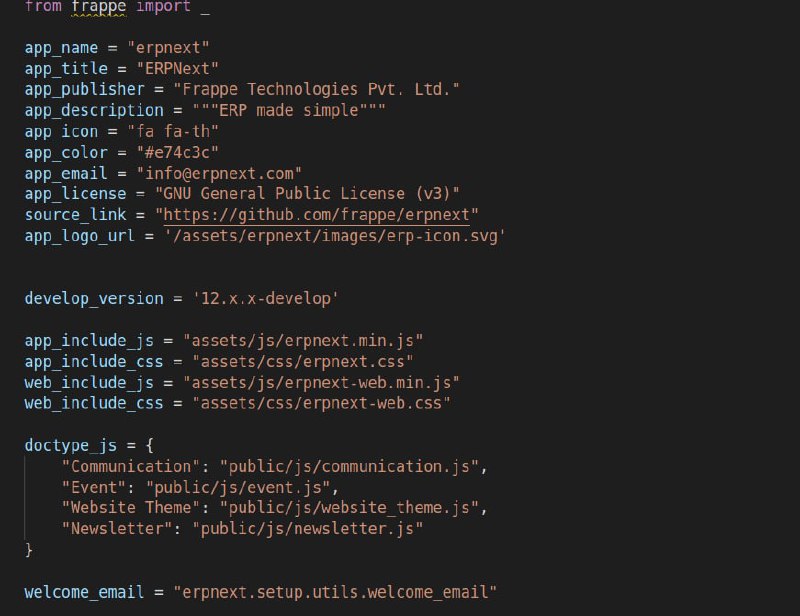 from frappe import _
app_name = "erpnext"
app_title = "ERPNext"
app_publisher = "Frappe Technologies Pvt. Ltd."
app_description = """ERP made simple"""
app_icon = "fa fa-th"
app_color = "#e74c3c"
app_email = "info@erpnext.com"
app_license = "GNU General Public License (v3)"
source_link = "https://github.com/frappe/erpnext"
app_logo_url = '/assets/erpnext/images/erp-icon.svg'
develop_version = '12.x.x-develop'
app_include_js = "assets/js/erpnext.min.js"
app_include_css = "assets/css/erpnext.css"
web_include_js = "assets/js/erpnext-web.min.js"
web_include_css = "assets/css/erpnext-web.css"
doctype_js = {
    "Communication": "public/js/communication.js",
    "Event": "public/js/event.js",
    "Website Theme": "public/js/website_theme.js",
    "Newsletter": "public/js/newsletter.js"
}
welcome_email = "erpnext.setup.utils.welcome_email"